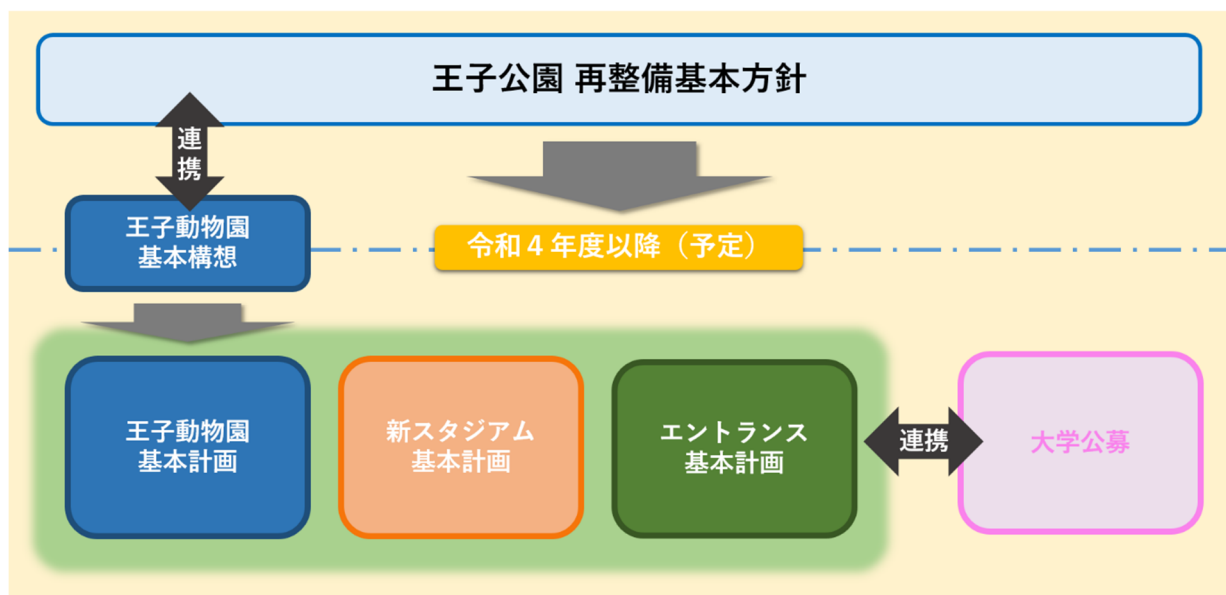 王子公園 再整備基本方針
連
携
王子動物園
基本構想
令和４年度以降（予定）
王子動物園
基本計画
新スタジアム
基本計画
エントランス
基本計画
連携
大学公募